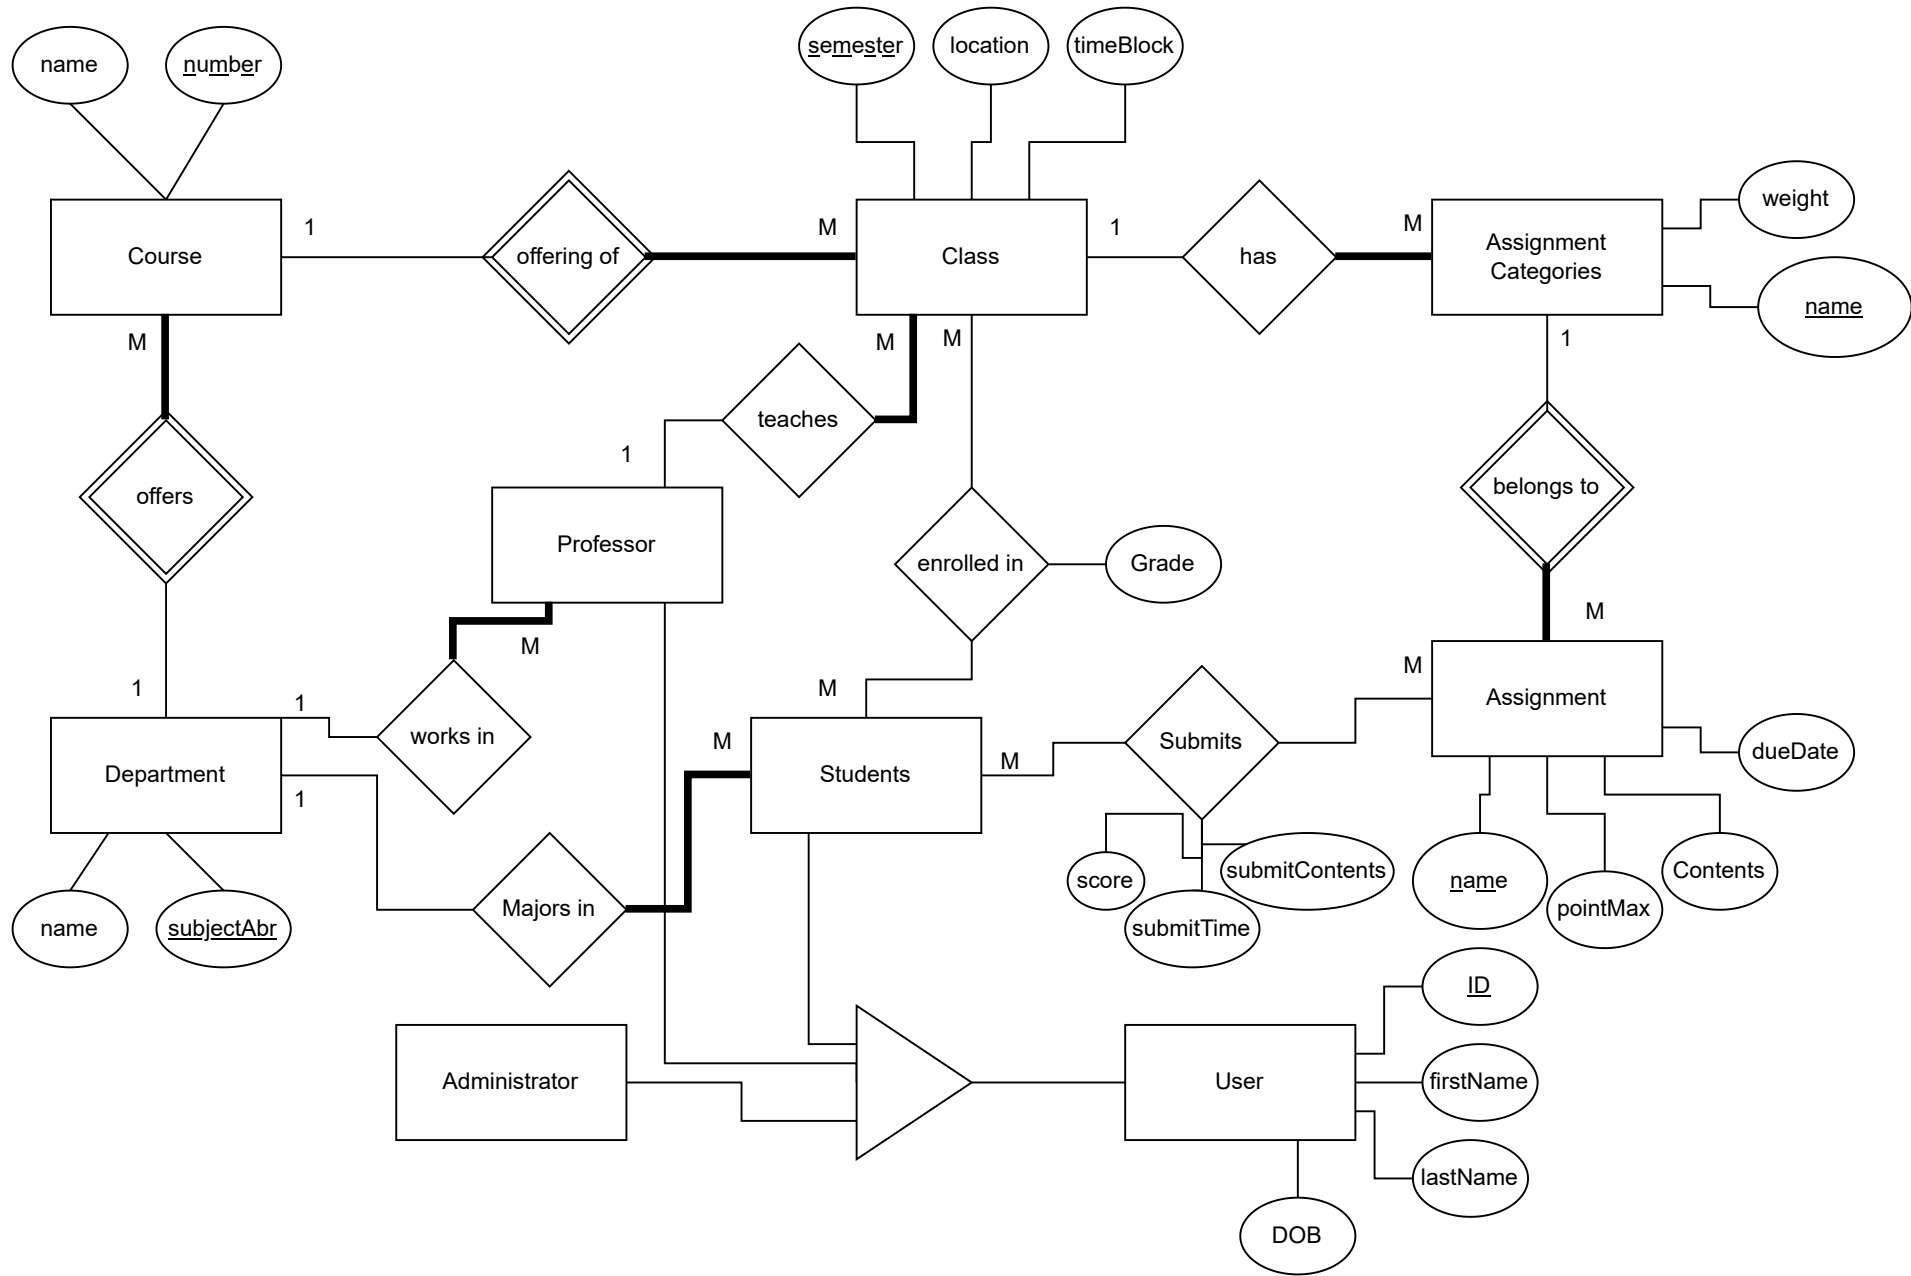 name
number
semester
location
timeBlock
weight
name
Course
1
offering of
M
Class
1
has
M
Assignment
Categories
M
M
M
1
teaches
1
offers
Professor
enrolled in
Grade
belongs to
M
M
1
1
works in
M
M
M
Submits
M
Assignment
dueDate
Department
1
Students
score
submitContents
submitTime
name
pointMax
Contents
name
subjectAbr
Majors in
ID
Administrator
User
firstName
lastName
DOB